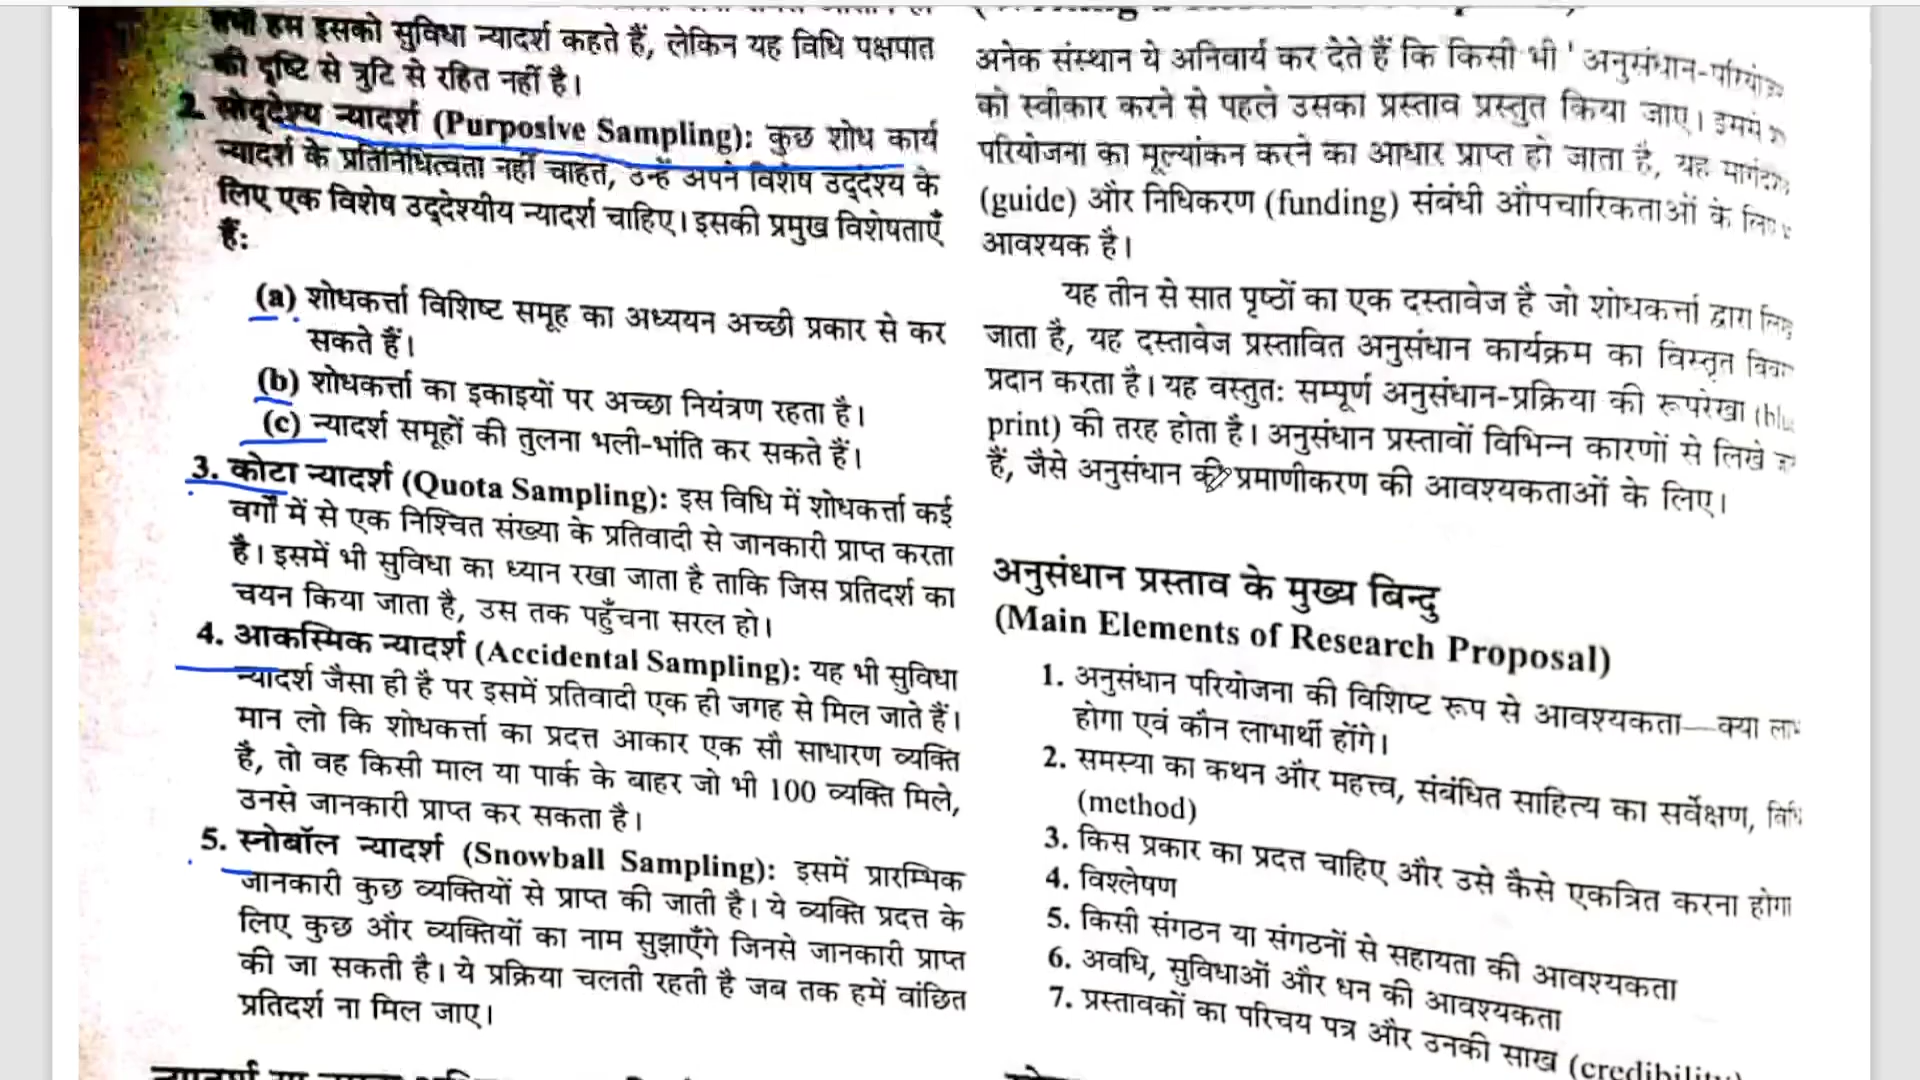 हम इसको सुविधा न्यादर्श कहते हैं, लेकिन यह विधि पक्षपात
की दृष्टि से त्रुटि से रहित नहीं है।
2. सोद्देश्य न्यादर्श (Purposive Sampling): कुछ शोध कार्य
न्यादर्श के प्रतिनिधित्वता नहीं चाहते, उन्हें अपने विशेष उद्देश्य के
लिए एक विशेष उद्देश्यीय न्यादर्श चाहिए। इसकी प्रमुख विशेषताएँ
हैं:
(a) शोधकर्त्ता विशिष्ट समूह का अध्ययन अच्छी प्रकार से कर
सकते हैं।
(b) शोधकर्त्ता का इकाइयों पर अच्छा नियंत्रण रहता है।
(c) न्यादर्श समूहों की तुलना भली-भांति कर सकते हैं।
3. कोटा न्यादर्श (Quota Sampling): इस विधि में शोधकर्त्ता कई
वर्गों में से एक निश्चित संख्या के प्रतिवादी से जानकारी प्राप्त करता
है। इसमें भी सुविधा का ध्यान रखा जाता है ताकि जिस प्रतिदर्श का
चयन किया जाता है, उस तक पहुँचना सरल हो।
4. आकस्मिक न्यादर्श (Accidental Sampling): यह भी सुविधा
न्यादर्श जैसा ही है पर इसमें प्रतिवादी एक ही जगह से मिल जाते हैं।
मान लो कि शोधकर्त्ता का प्रदत्त आकार एक सौ साधारण व्यक्ति
है, तो वह किसी माल या पार्क के बाहर जो भी 100 व्यक्ति मिले,
उनसे जानकारी प्राप्त कर सकता है।
5. स्नोबॉल न्यादर्श (Snowball Sampling): इसमें प्रारम्भिक
जानकारी कुछ व्यक्तियों से प्राप्त की जाती है। ये व्यक्ति प्रदत्त के
लिए कुछ और व्यक्तियों का नाम सुझाएँगे जिनसे जानकारी प्राप्त
की जा सकती है। ये प्रक्रिया चलती रहती है जब तक हमें वांछित
प्रतिदर्श ना मिल जाए।
अनेक संस्थान ये अनिवार्य कर देते हैं कि किसी भी ' अनुसंधान-
को स्वीकार करने से पहले उसका प्रस्ताव प्रस्तुत किया जाए। इसमें
परियोजना का मूल्यांकन करने का आधार प्राप्त हो जाता है, यह
(guide) और निधिकरण (funding) संबंधी औपचारिकताओं के
आवश्यक है।
यह तीन से सात पृष्ठों का एक दस्तावेज है जो शोधकर्त्ता द्वारा
जाता है, यह दस्तावेज प्रस्तावित अनुसंधान कार्यक्रम का विस्तृत
प्रदान करता है। यह वस्तुतः सम्पूर्ण अनुसंधान-प्रक्रिया की रूपरेखा
print) की तरह होता है। अनुसंधान प्रस्तावों विभिन्न कारणों से लिखे
हैं, जैसे अनुसंधान की प्रमाणीकरण की आवश्यकताओं के लिए।
अनुसंधान प्रस्ताव के मुख्य बिन्दु
(Main Elements of Research Proposal)
1. अनुसंधान परियोजना की विशिष्ट रूप से आवश्यकता—क्या
होगा एवं कौन लाभार्थी होंगे।
2. समस्या का कथन और महत्त्व, संबंधित साहित्य का सर्वेक्षण,
(method)
3. किस प्रकार का प्रदत्त चाहिए और उसे कैसे एकत्रित करना होगा
4. विश्लेषण
5. किसी संगठन या संगठनों से सहायता की आवश्यकता
6. अवधि, सुविधाओं और धन की आवश्यकता
7. प्रस्तावकों का परिचय पत्र और उनकी साख (credibility)